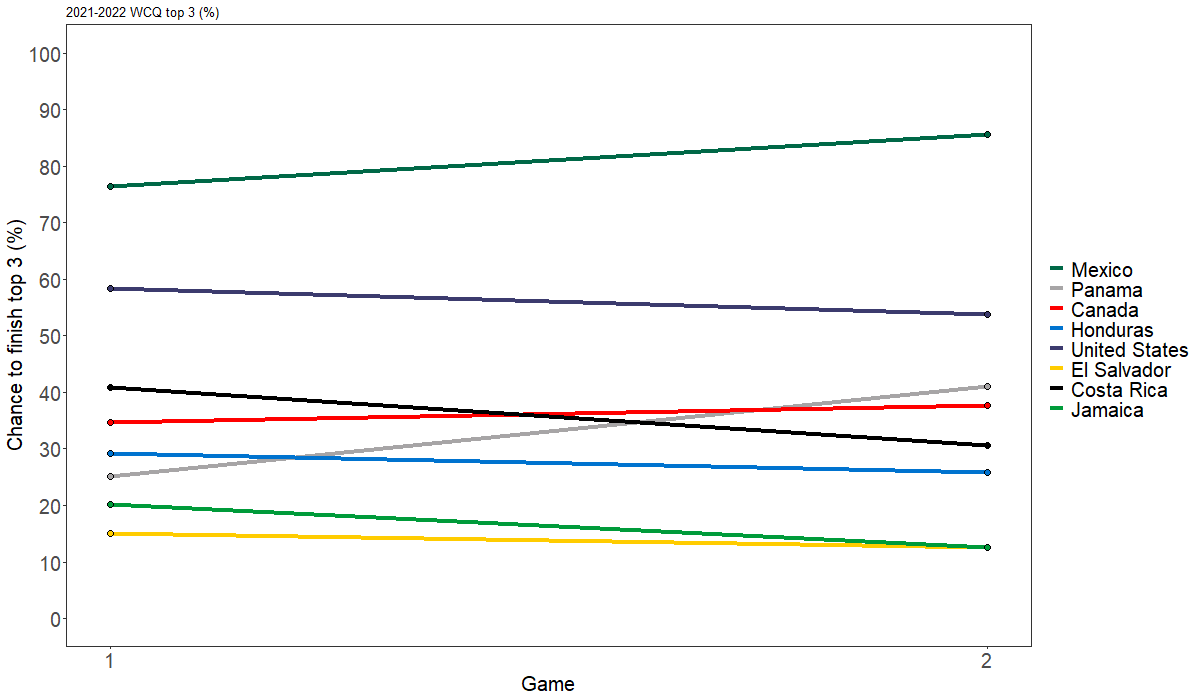 2021-2022 WCQ top 3 (%)
100
90
80
70
60
50
40
30
20
10
0
Chance to finish top 3 (%)
1
2
Game
Mexico
Panama
Canada
Honduras
United States
El Salvador
Costa Rica
Jamaica